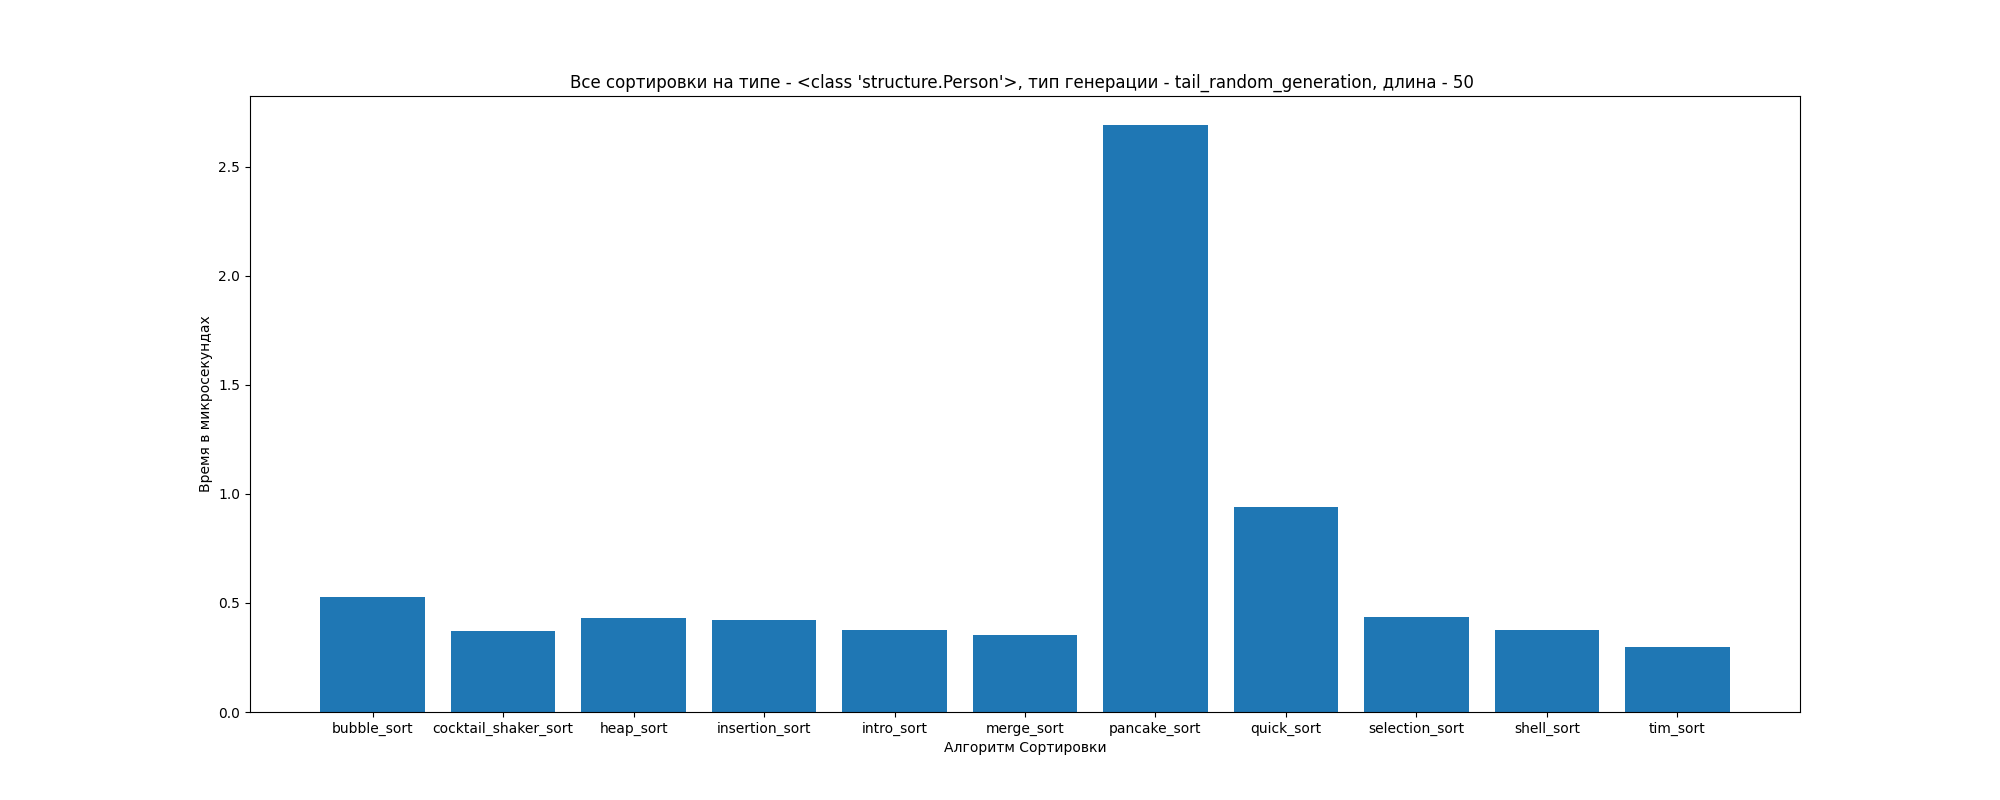 Все сортировки на типе - <class 'structure.Person'>, тип генерации - tail_random_generation, длина - 50
Время в микросекундах
2.5
2.0
1.5
1.0
0.5
0.0
bubble_sort cocktail_shaker_sort heap_sort insertion_sort intro_sort merge_sort pancake_sort quick_sort selection_sort shell_sort tim_sort
Алгоритм Сортировки